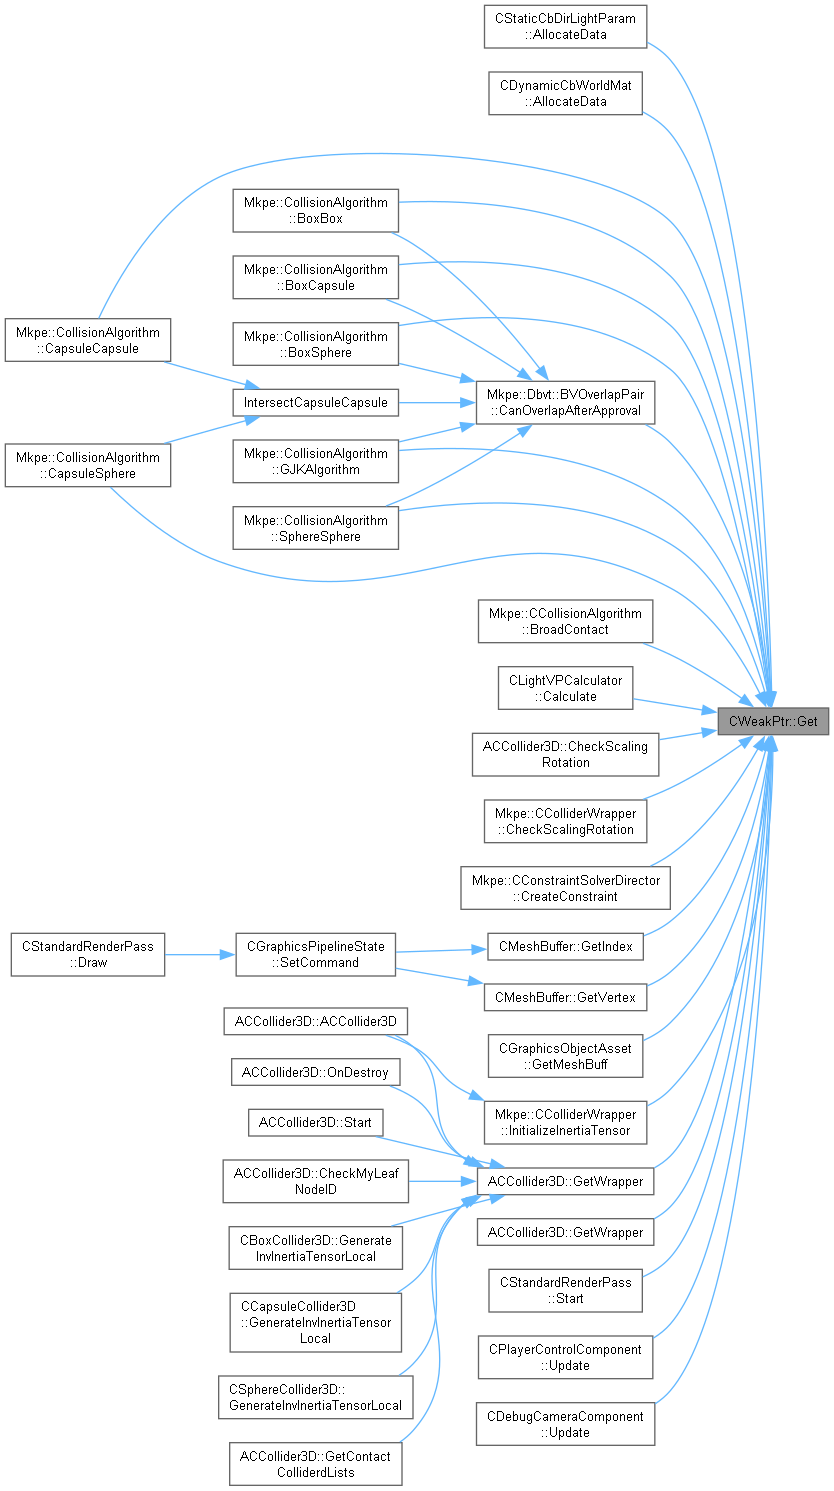 CStaticCbDirLightParam
::AllocateData
CDynamicCbWorldMat
::AllocateData
Mkpe::CollisionAlgorithm
::BoxBox
Mkpe::CollisionAlgorithm
::BoxCapsule
Mkpe::CollisionAlgorithm
::CapsuleCapsule
Mkpe::CollisionAlgorithm
::BoxSphere
Mkpe::Dbvt::BVOverlapPair
::CanOverlapAfterApproval
IntersectCapsuleCapsule
Mkpe::CollisionAlgorithm
::CapsuleSphere
Mkpe::CollisionAlgorithm
::GJKAlgorithm
Mkpe::CollisionAlgorithm
::SphereSphere
Mkpe::CCollisionAlgorithm
::BroadContact
CLightVPCalculator
::Calculate
CWeakPtr::Get
ACCollider3D::CheckScaling
Rotation
Mkpe::CColliderWrapper
::CheckScalingRotation
Mkpe::CConstraintSolverDirector
::CreateConstraint
CStandardRenderPass
::Draw
CGraphicsPipelineState
::SetCommand
CMeshBuffer::GetIndex
CMeshBuffer::GetVertex
ACCollider3D::ACCollider3D
CGraphicsObjectAsset
::GetMeshBuff
ACCollider3D::OnDestroy
ACCollider3D::Start
Mkpe::CColliderWrapper
::InitializeInertiaTensor
ACCollider3D::CheckMyLeaf
NodeID
ACCollider3D::GetWrapper
CBoxCollider3D::Generate
InvInertiaTensorLocal
ACCollider3D::GetWrapper
CStandardRenderPass
::Start
CCapsuleCollider3D
::GenerateInvInertiaTensor
Local
CPlayerControlComponent
::Update
CSphereCollider3D::
GenerateInvInertiaTensorLocal
CDebugCameraComponent
::Update
ACCollider3D::GetContact
ColliderdLists